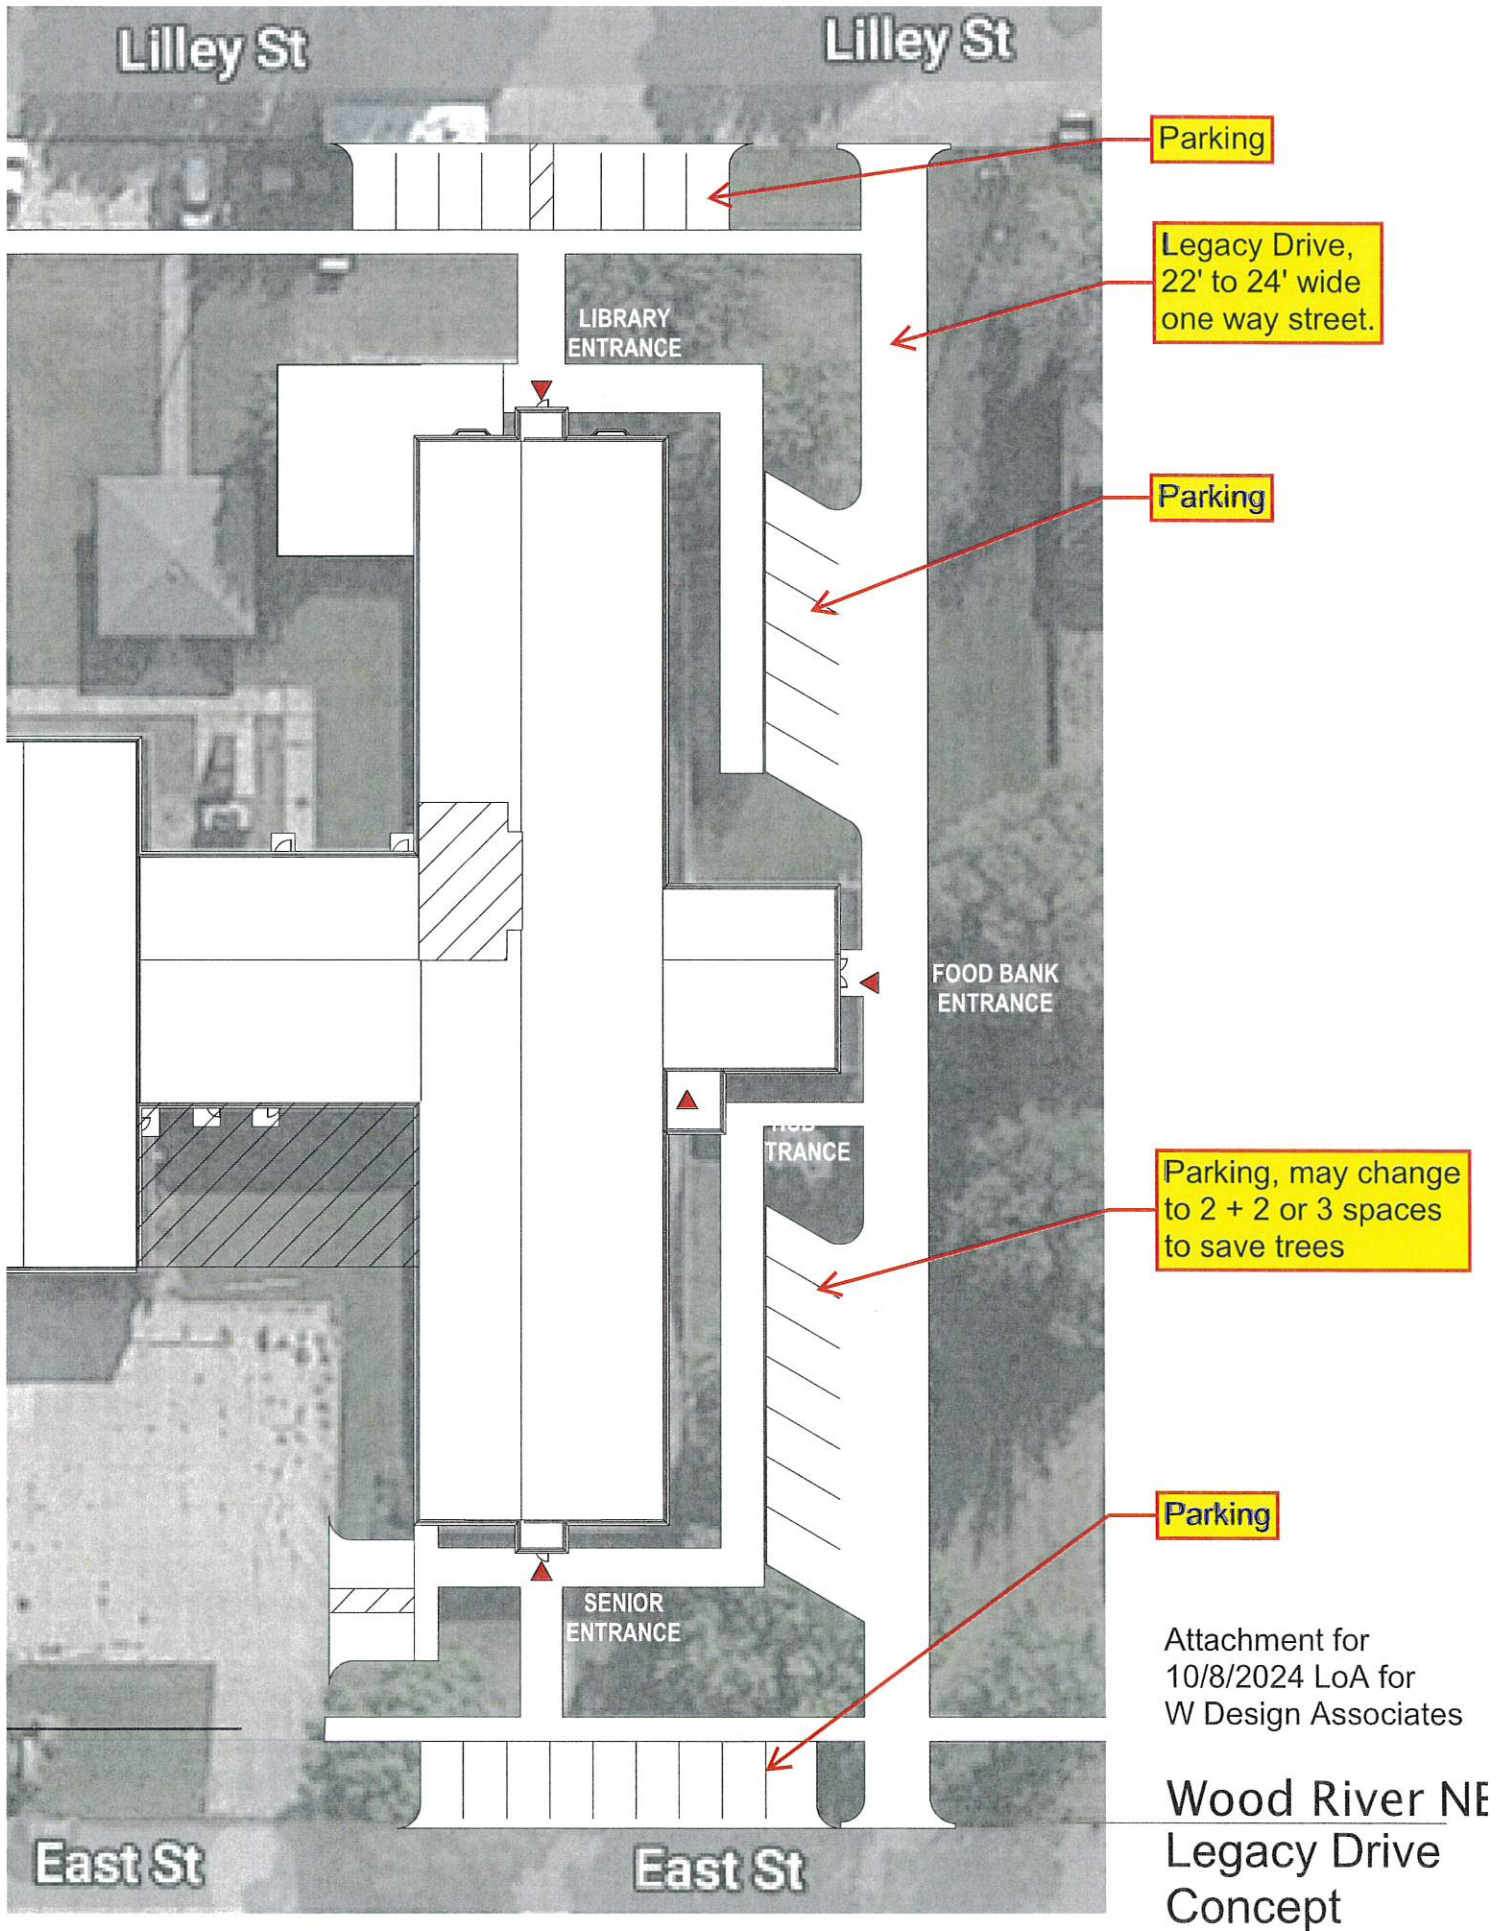 Lilley St
Lilley St
Parking
Legacy Drive,
22' to 24' wide
one way street.
LIBRARY
ENTRANCE
Parking
FOOD BANK
ENTRANCE
TRANCE
Parking, may change
to 2 + 2 or 3 spaces
to save trees
Parking
SENIOR
ENTRANCE
Attachment for
10/8/2024 LoA for
W Design Associates
Wood River NE
Legacy Drive
Concept
East St
East St